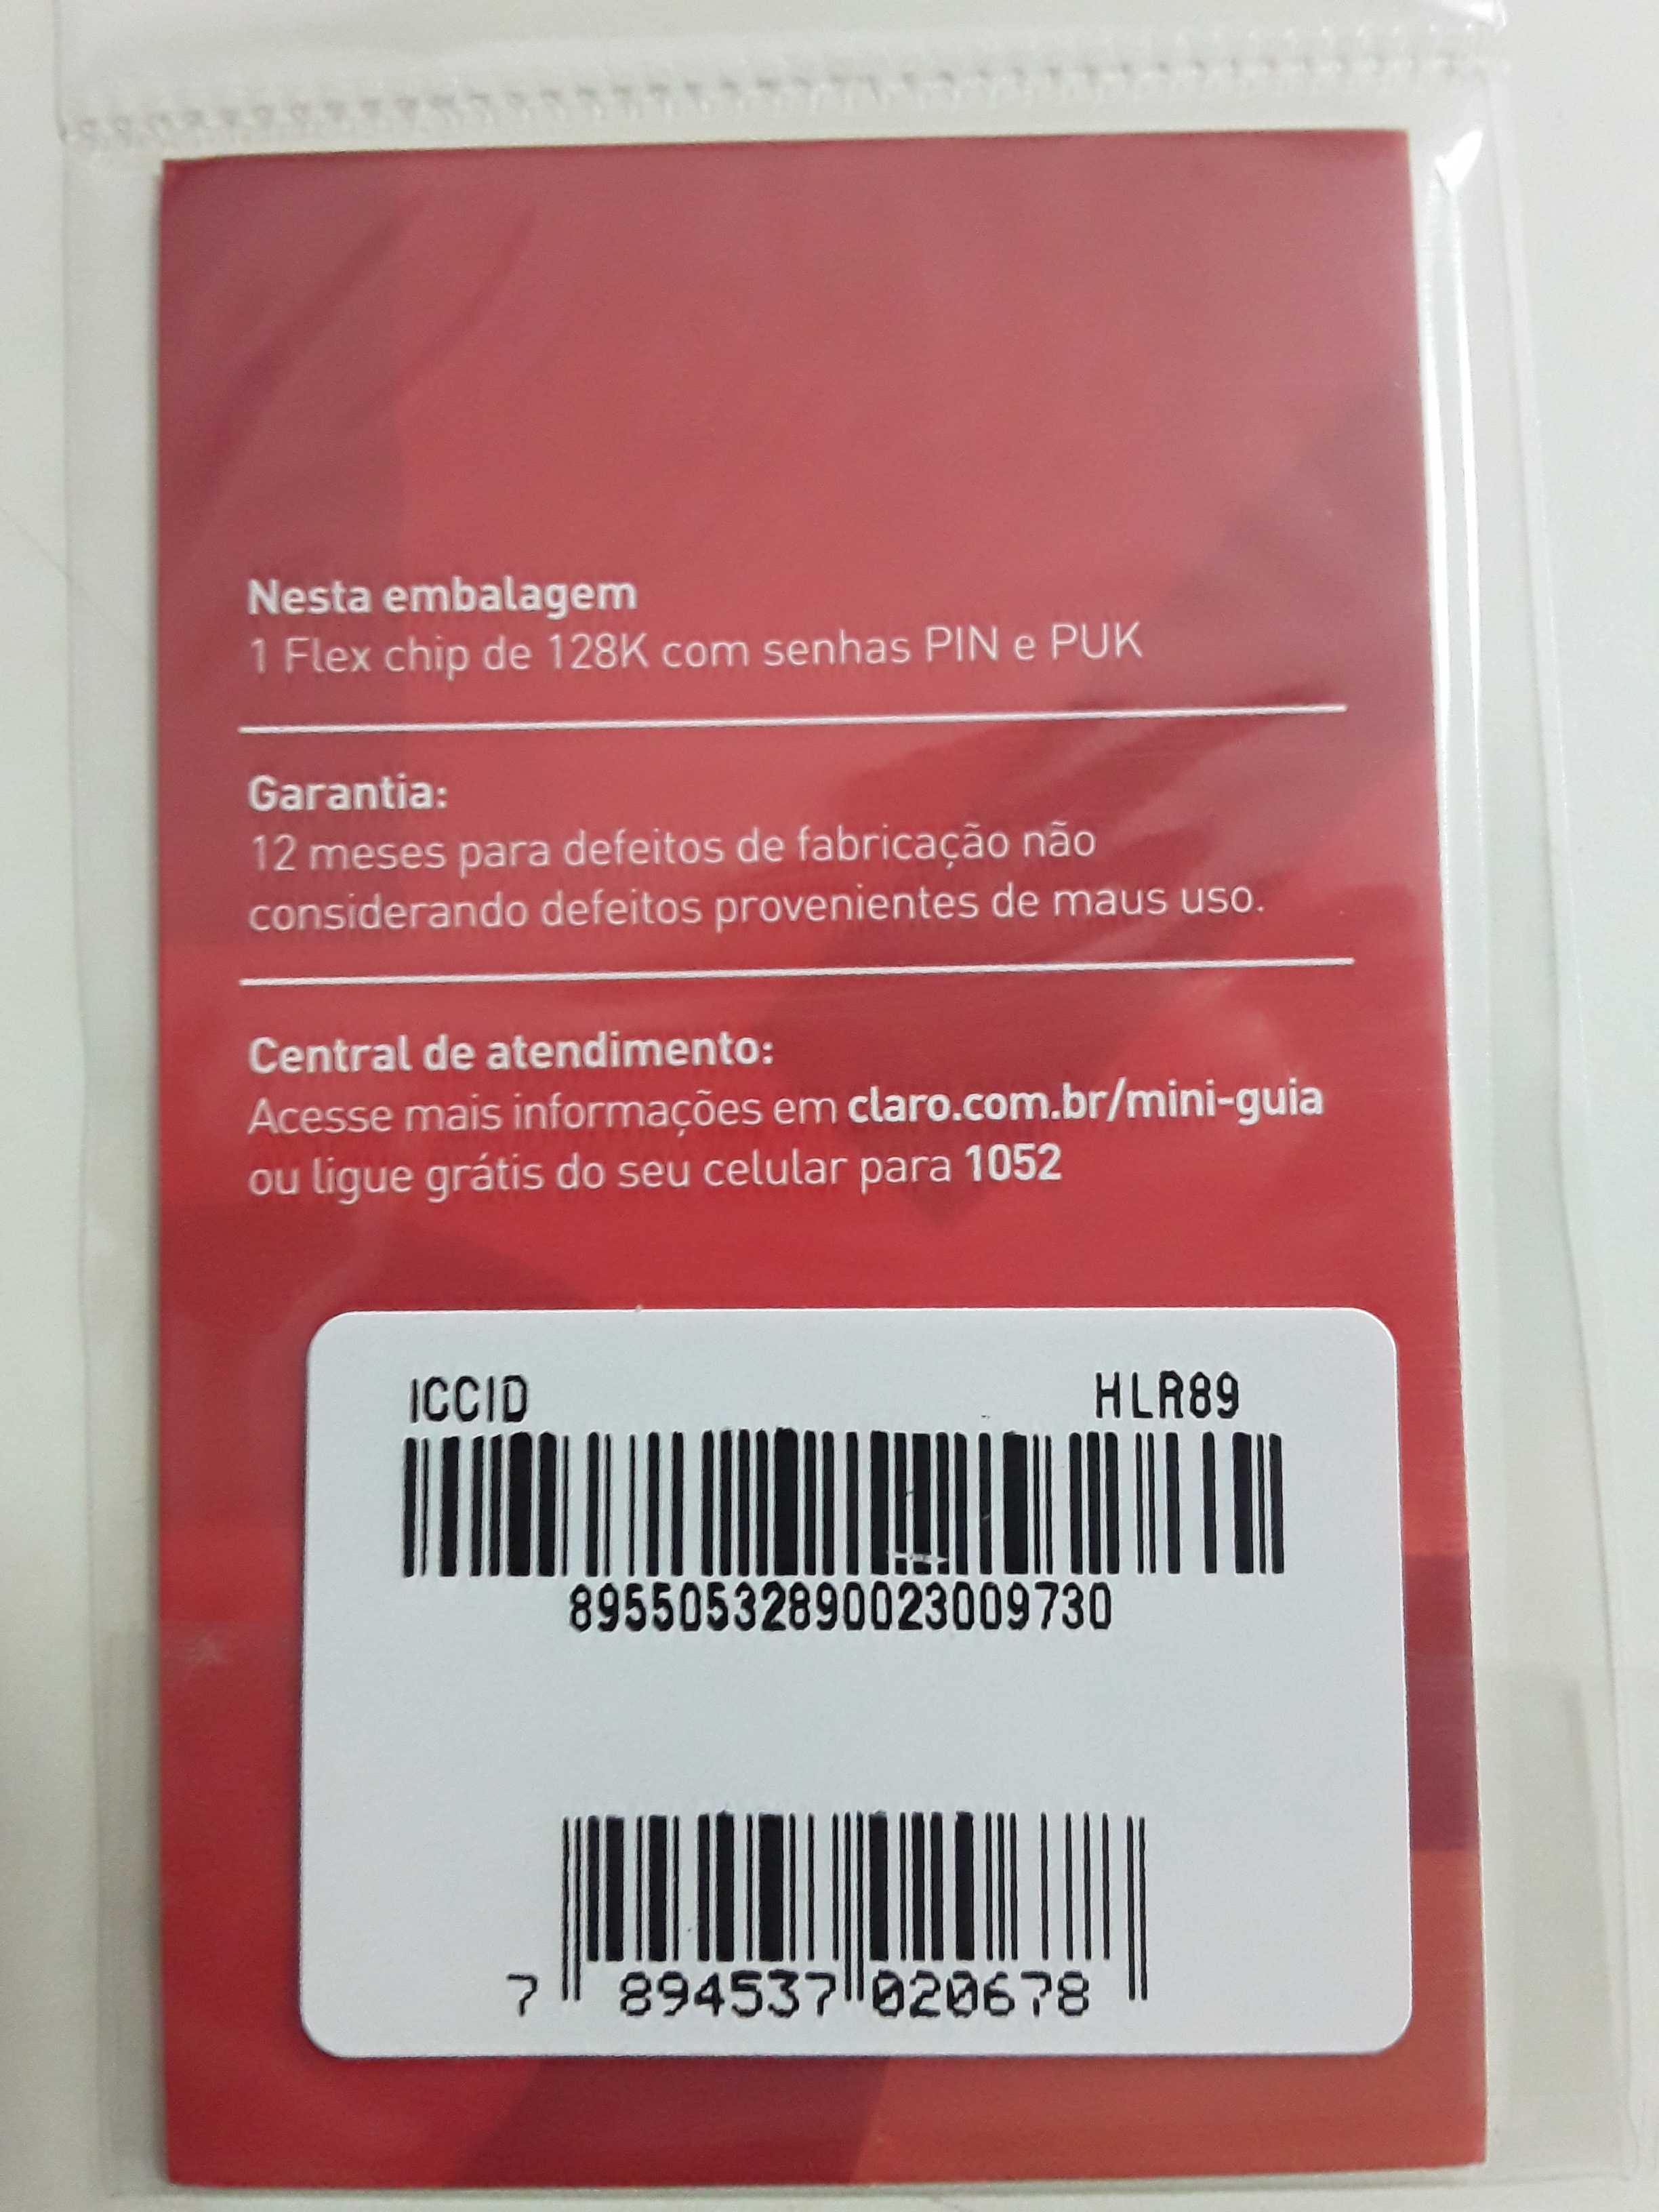 Nesta embalagem
1 Flex chip de 128K com senhas PIN e PUK
Garantia:
12 meses para defeitos de fabricação não
considerando defeitos provenientes de maus uso.
Central de atendimento:
Acesse mais informações em claro.com.br/mini-guia
ou ligue grátis do seu celular para 1052
ICCID HLR89
89550532890023009730
7 894537 020678